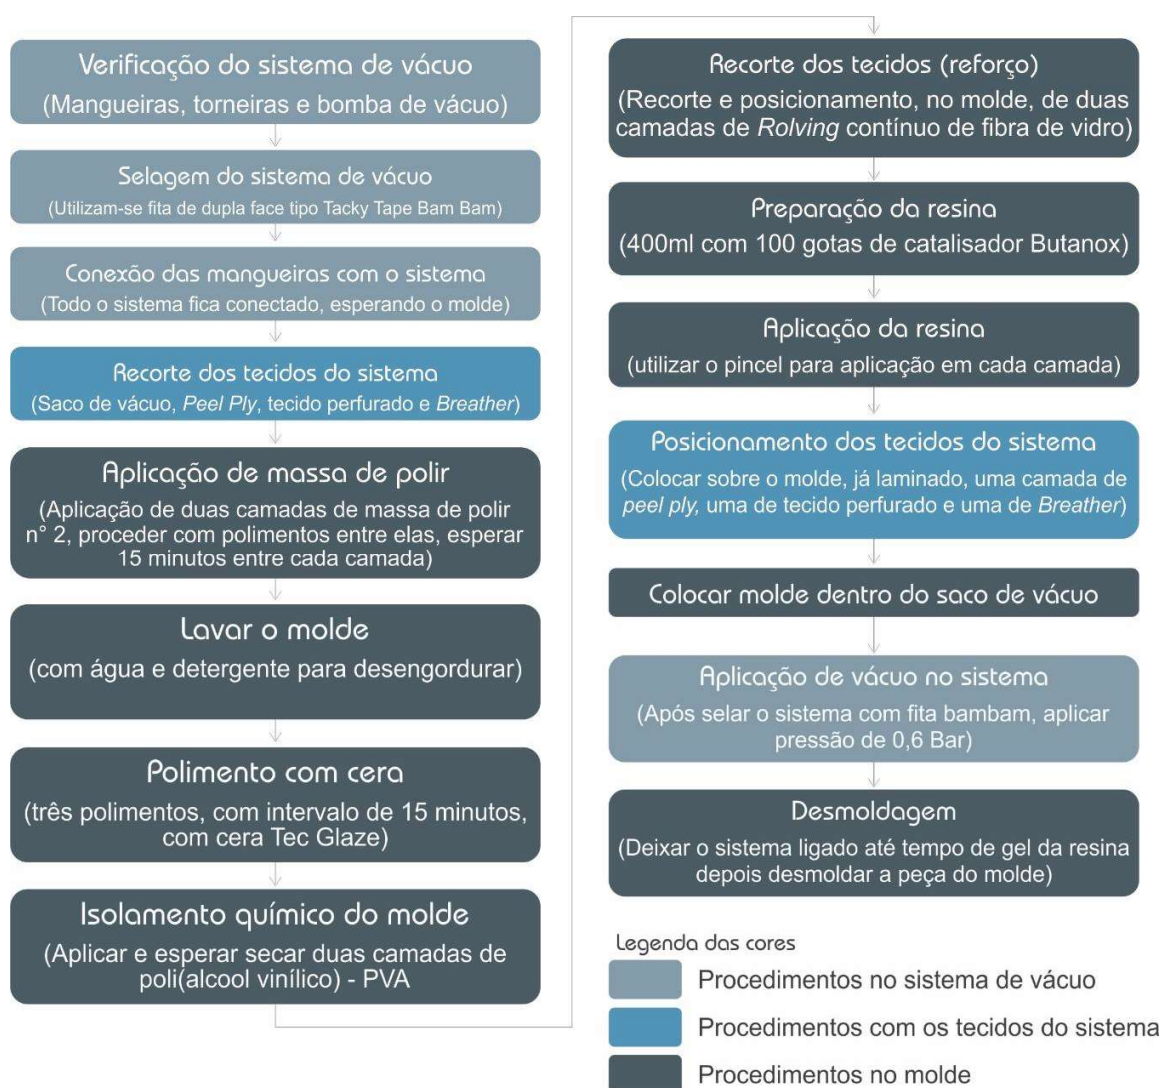 Verificação do sistema de vácuo
(Mangueiras, torneiras e bomba de vácuo)
Selagem do sistema de vácuo
(Utilizam-se fita de dupla face tipo Tacky Tape Bam Bam)
Conexão das mangueiras com o sistema
(Todo o sistema fica conectado, esperando o molde)
Recorte dos tecidos do sistema
(Saco de vácuo, Peel Ply, tecido perfurado e Breather)
Aplicação de massa de polir
(Aplicação de duas camadas de massa de polir
n° 2, proceder com polimentos entre elas, esperar
15 minutos entre cada camada)
Lavar o molde
(com água e detergente para desengordurar)
Polimento com cera
(três polimentos, com intervalo de 15 minutos,
com cera Tec Glaze)
Isolamento químico do molde
(Aplicar e esperar secar duas camadas de
poli(alcool vinílico) - PVA
Recorte dos tecidos (reforço)
(Recorte e posicionamento, no molde, de duas
camadas de Rolving contínuo de fibra de vidro)
Preparação da resina
(400ml com 100 gotas de catalisador Butanox)
Aplicação da resina
(utilizar o pincel para aplicação em cada camada)
Posicionamento dos tecidos do sistema
(Colocar sobre o molde, já laminado, uma camada de
peel ply, uma de tecido perfurado e uma de Breather)
Colocar molde dentro do saco de vácuo
Aplicação de vácuo no sistema
(Após selar o sistema com fita bambam, aplicar
pressão de 0,6 Bar)
Desmoldagem
(Deixar o sistema ligado até tempo de gel da resina
depois desmoldar a peça do molde)
Legenda das cores
Procedimentos no sistema de vácuo
Procedimentos com os tecidos do sistema
Procedimentos no molde